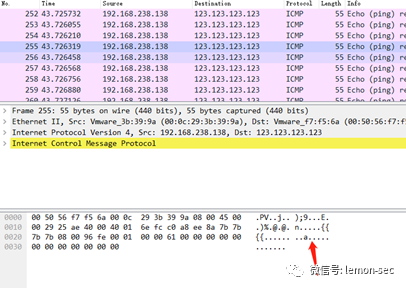 No. Time Source Destination Protocol Length Info
252 43.725732 192.168.238.138 123.123.123.123 ICMP 55 Echo (ping) re
253 43.726055 192.168.238.138 123.123.123.123 ICMP 55 Echo (ping) re
254 43.726210 192.168.238.138 123.123.123.123 ICMP 55 Echo (ping) re
255 43.726319 192.168.238.138 123.123.123.123 ICMP 55 Echo (ping) re
256 43.726458 192.168.238.138 123.123.123.123 ICMP 55 Echo (ping) re
257 43.726568 192.168.238.138 123.123.123.123 ICMP 55 Echo (ping) re
258 43.726756 192.168.238.138 123.123.123.123 ICMP 55 Echo (ping) re
259 43.726880 192.168.238.138 123.123.123.123 ICMP 55 Echo (ping) re
Frame 255: 55 bytes on wire (440 bits), 55 bytes captured (440 bits)
Ethernet II, Src: Vmware_3b:39:9a (00:0c:29:3b:39:9a), Dst: Vmware_f7:f5:6a (00:50:56:f7:f5
Internet Protocol Version 4, Src: 192.168.238.138, Dst: 123.123.123.123
Internet Control Message Protocol
0000 00 50 56 f7 f5 6a 00 0c 29 3b 39 9a 08 00 45 00 .PV..j.. );9...E.
0010 00 29 25 ae 40 00 40 01 6e fc c0 a8 ee 8a 7b 7b .)%.@.@. n.....{{
0020 7b 7b 08 00 96 fe 00 01 00 00 61 00 00 00 00 00 {{...... ..a.....
0030 00 00 00 00 00 00 00 .......
微信号: lemon-sec